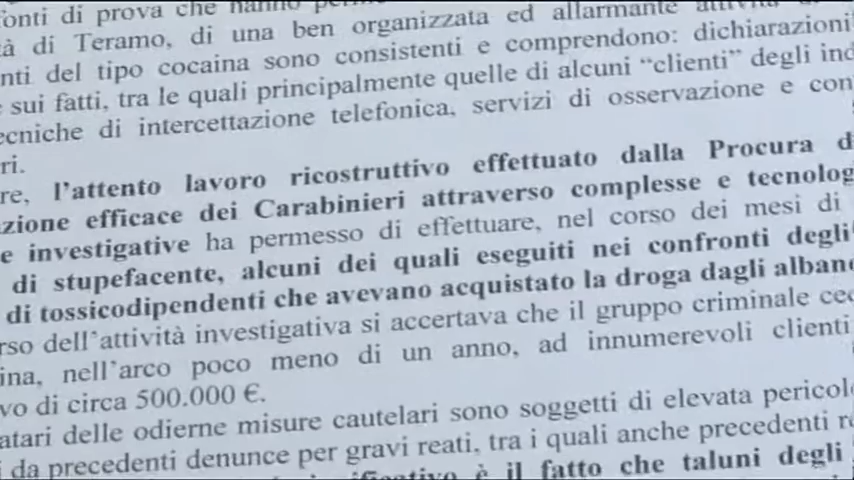 fonti di prova che hanno
tà di Teramo, di una ben organizzata ed allarmante attività
nti del tipo cocaina sono consistenti e comprendono: dichiarazioni
e sui fatti, tra le quali principalmente quelle di alcuni “clienti” degli ind
ecniche di intercettazione telefonica, servizi di osservazione e con
ri.
re, l’attento lavoro ricostruttivo effettuato dalla Procura d
zione efficace dei Carabinieri attraverso complesse e tecnolog
e investigative ha permesso di effettuare, nel corso dei mesi di
di stupefacente, alcuni dei quali eseguiti nei confronti degli
di tossicodipendenti che avevano acquistato la droga dagli albane
rso dell’attività investigativa si accertava che il gruppo criminale ced
ina, nell’arco poco meno di un anno, ad innumerevoli clienti
vo di circa 500.000 €.
atari delle odierne misure cautelari sono soggetti di elevata pericolo
i da precedenti denunce per gravi reati, tra i quali anche precedenti re
è il fatto che taluni degli